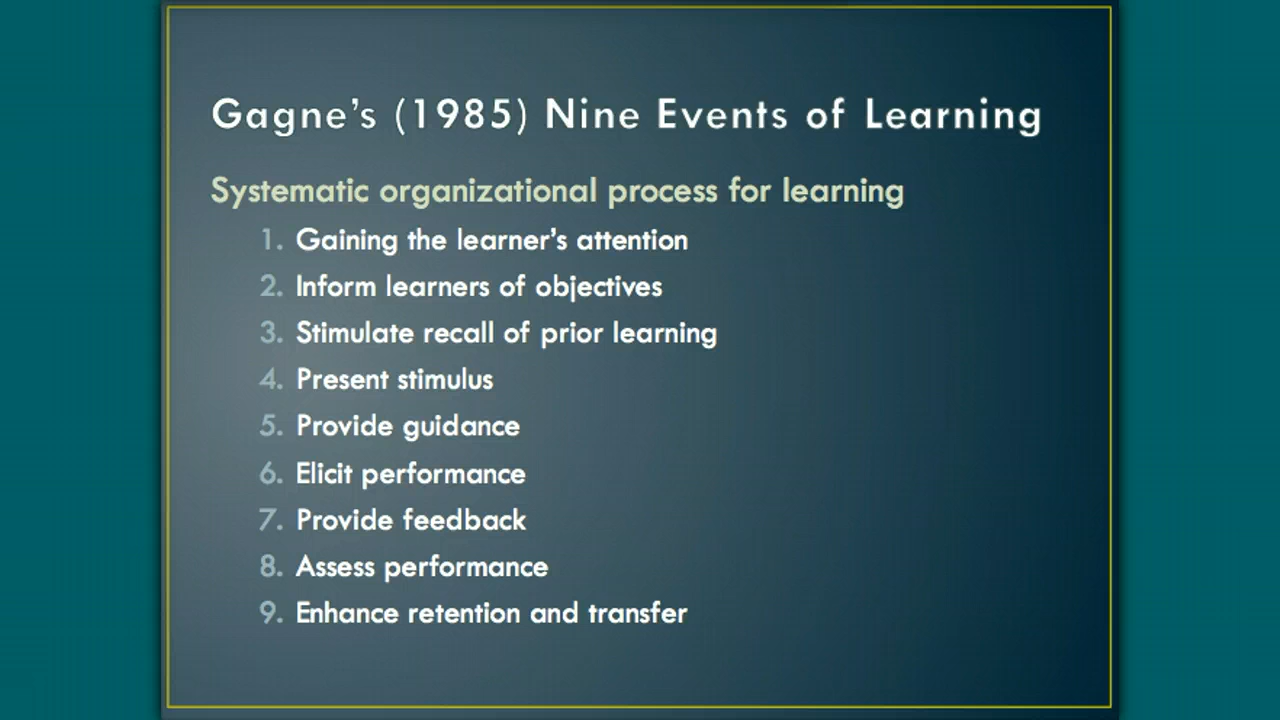 Gagne's (1985) Nine Events of Learning
Systematic organizational process for learning
1. Gaining the learner's attention
2. Inform learners of objectives
3. Stimulate recall of prior learning
4. Present stimulus
5. Provide guidance
6. Elicit performance
7. Provide feedback
8. Assess performance
9. Enhance retention and transfer